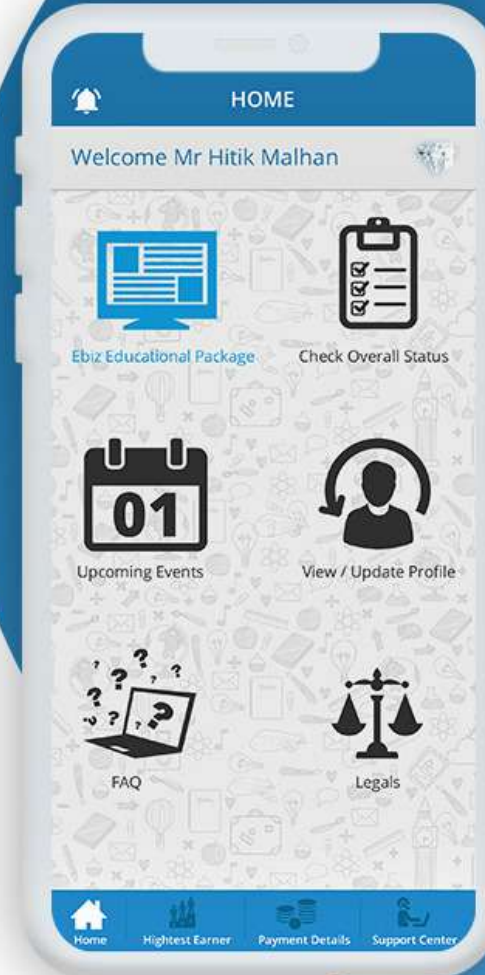 HOME
Welcome Mr Hitik Malhan
Ebiz Educational Package
Check Overall Status
01
Upcoming Events
View / Update Profile
FAQ
Legals
Home
Hightest Earner
Payment Details
Support Center